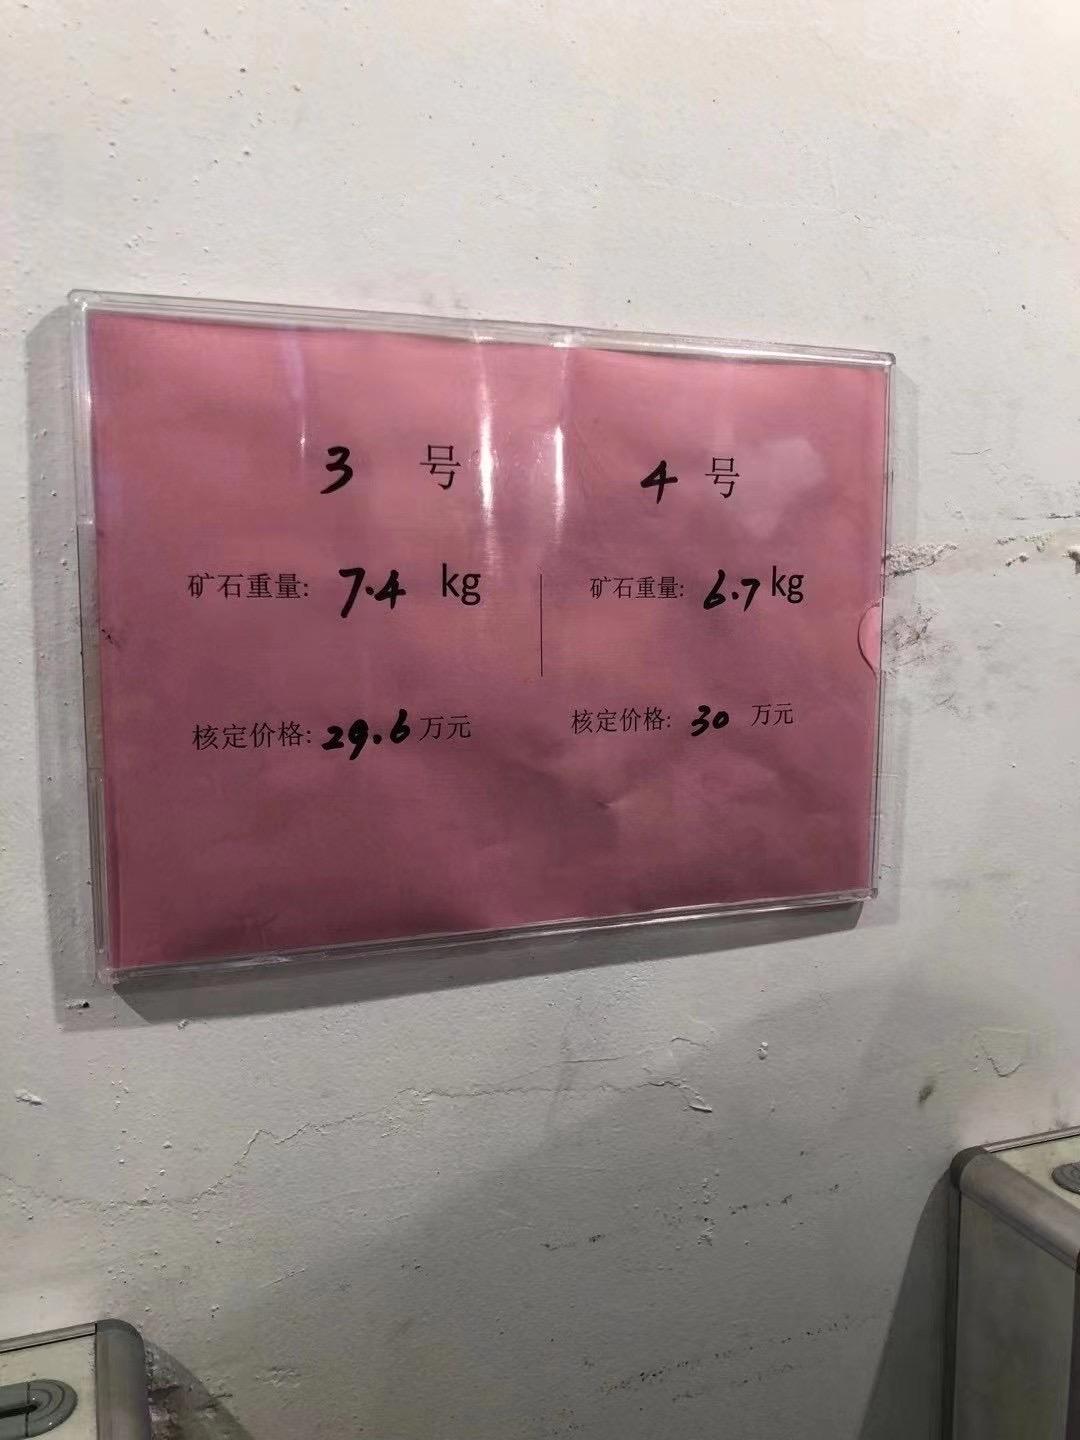 3 号
矿石重量: 7.4 kg
核定价格: 29.6 万元
4 号
矿石重量: 6.7 kg
核定价格: 30 万元